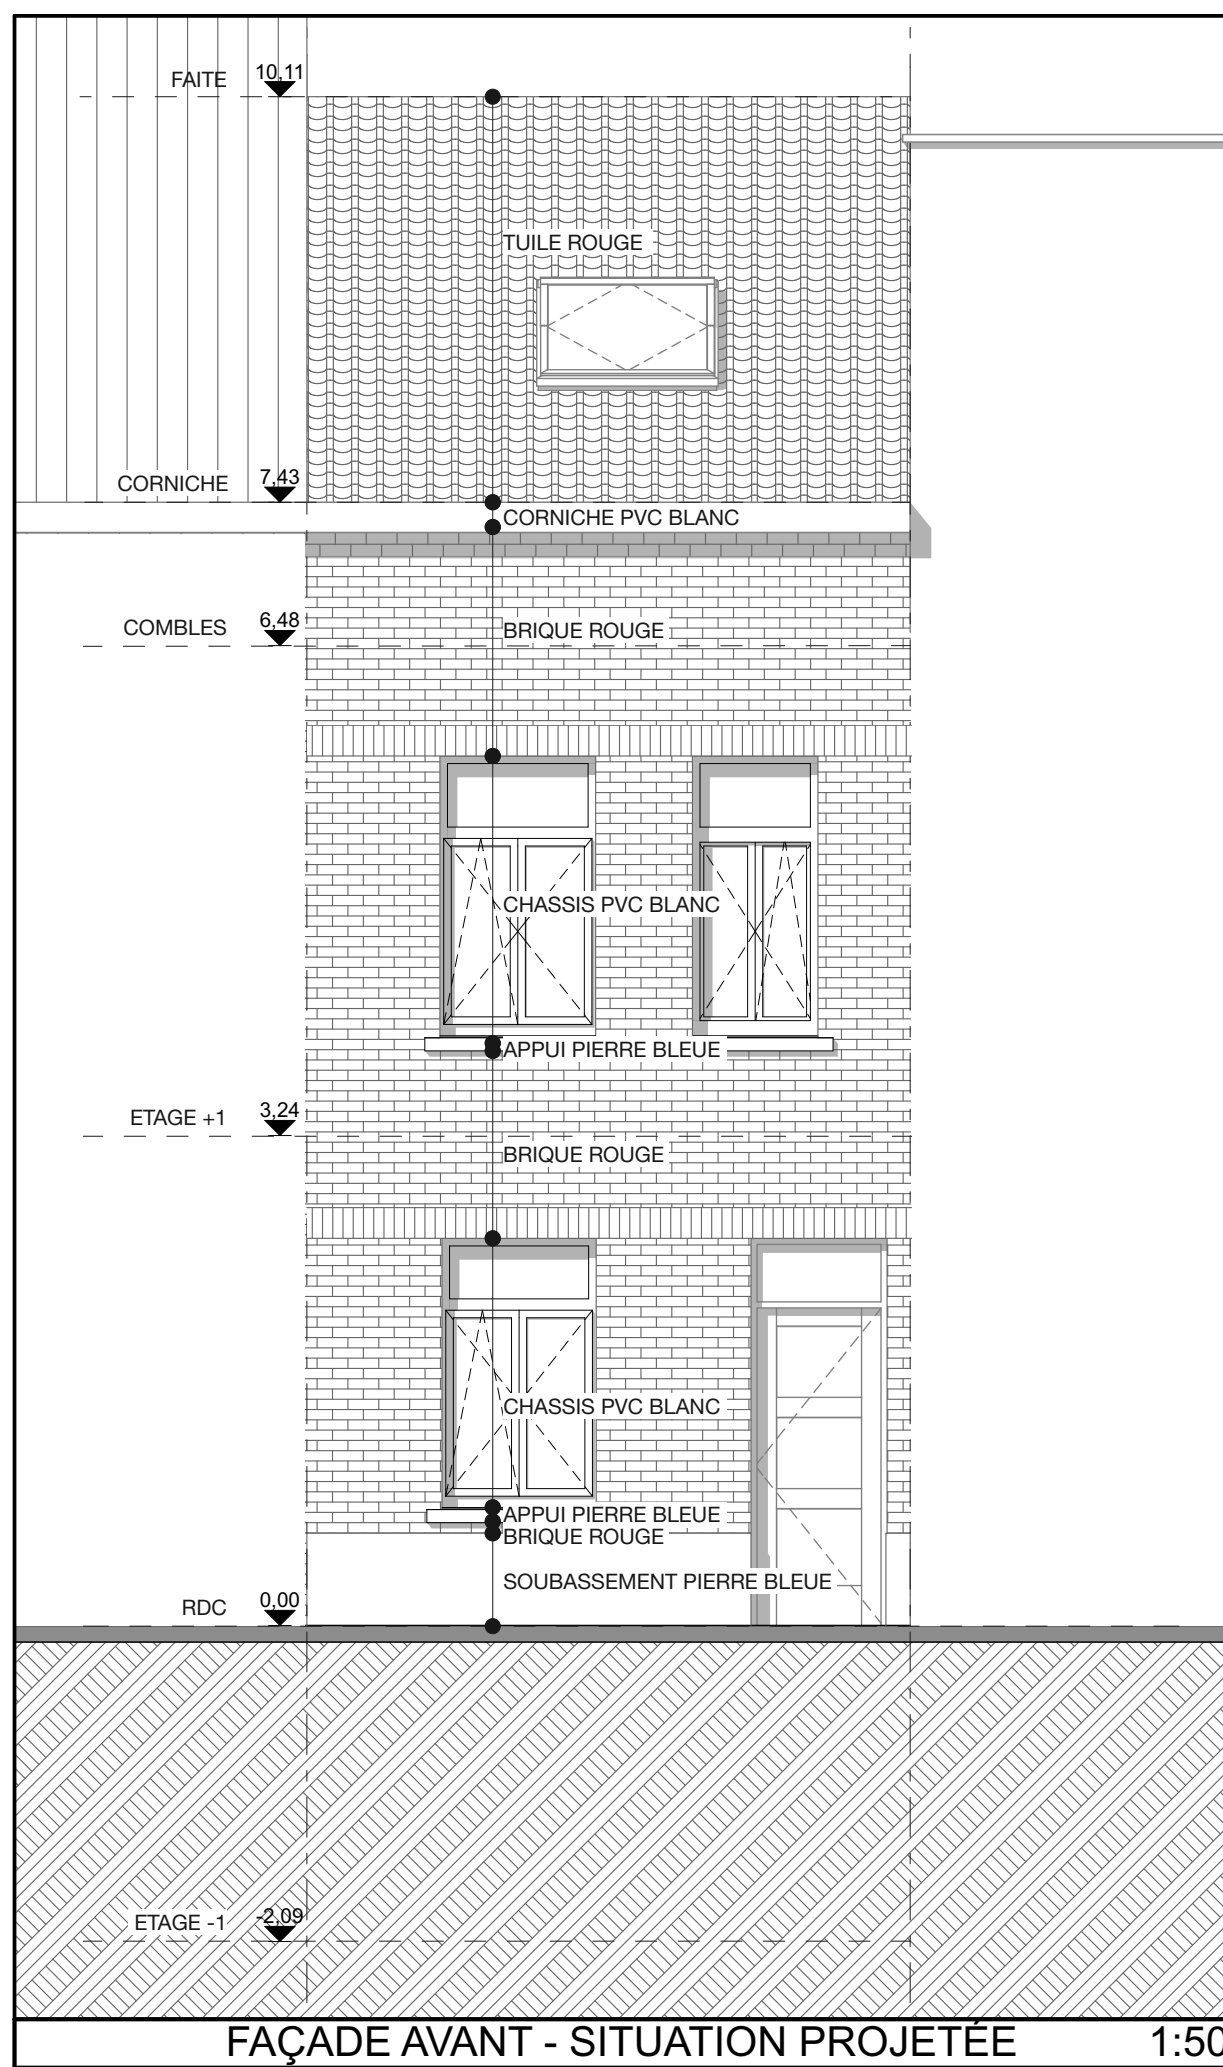 FAITE 10,11
TUILE ROUGE
CORNICHE 7,43
CORNICHE PVC BLANC
COMBLES 6,48
BRIQUE ROUGE
CHASSIS PVC BLANC
APPUI PIERRE BLEUE
ETAGE +1 3,24
BRIQUE ROUGE
CHASSIS PVC BLANC
APPUI PIERRE BLEUE
BRIQUE ROUGE
SOUBASSEMENT PIERRE BLEUE
RDC 0,00
ETAGE -1 -2,09
FAÇADE AVANT - SITUATION PROJETÉE 1:50